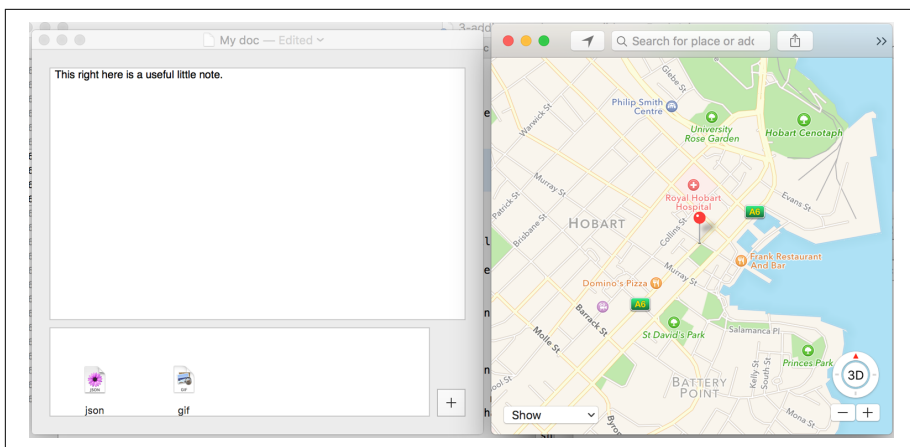 My doc — Edited
This right here is a useful little note.
JSON
json
GIF
gif
+
Search for place or add
Glebe St
Philip Smith
Centre
Warwick St
University
Rose Garden
Hobart Cenotaph
Murray St
Patrick St
Royal Hobart
Hospital
Evans St
A6
HOBART
Brisbane St
Collins St
Frank Restaurant
And Bar
Murray St
Domino's Pizza
A6
Barrack St
Molle St
St David's Park
Salamanca Pl
Princes Park
Kelly St
South St
BATTERY
POINT
3D
Mona St
Show
− +